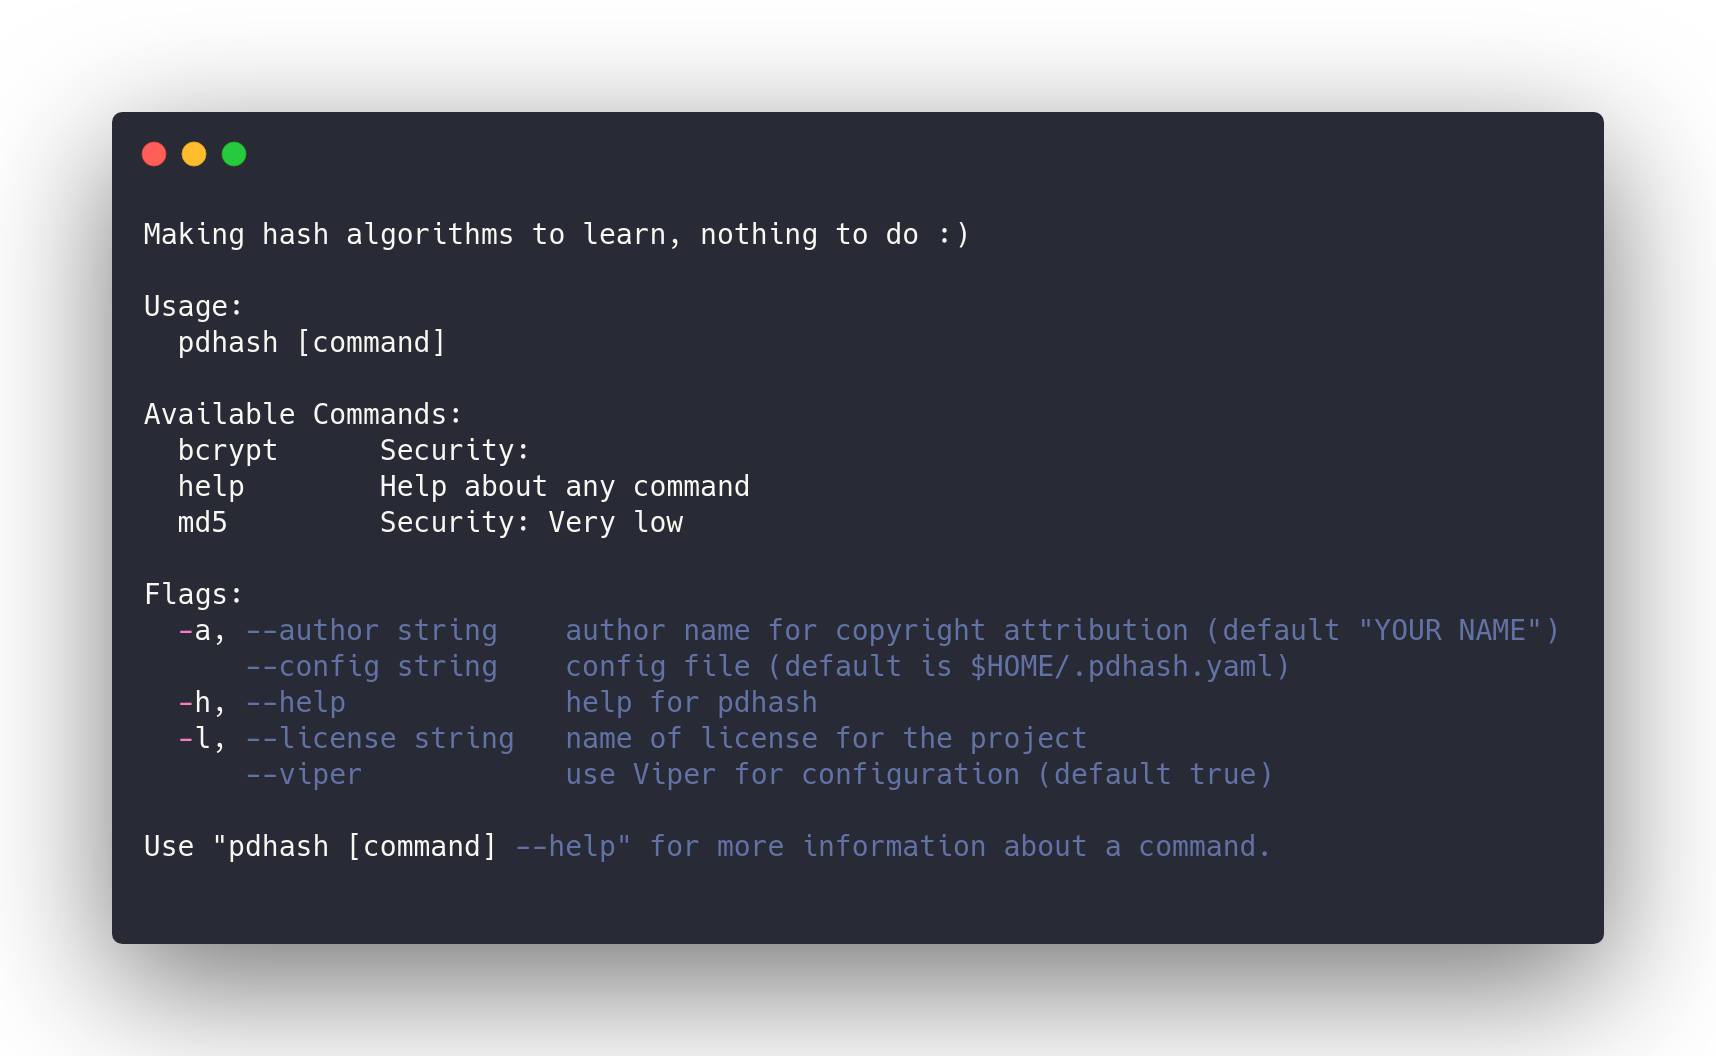 Making hash algorithms to learn, nothing to do :)

Usage:
  pdhash [command]

Available Commands:
  bcrypt      Security:
  help        Help about any command
  md5         Security: Very low

Flags:
  -a, --author string    author name for copyright attribution (default "YOUR NAME")
      --config string    config file (default is $HOME/.pdhash.yaml)
  -h, --help             help for pdhash
  -l, --license string   name of license for the project
      --viper            use Viper for configuration (default true)

Use "pdhash [command] --help" for more information about a command.